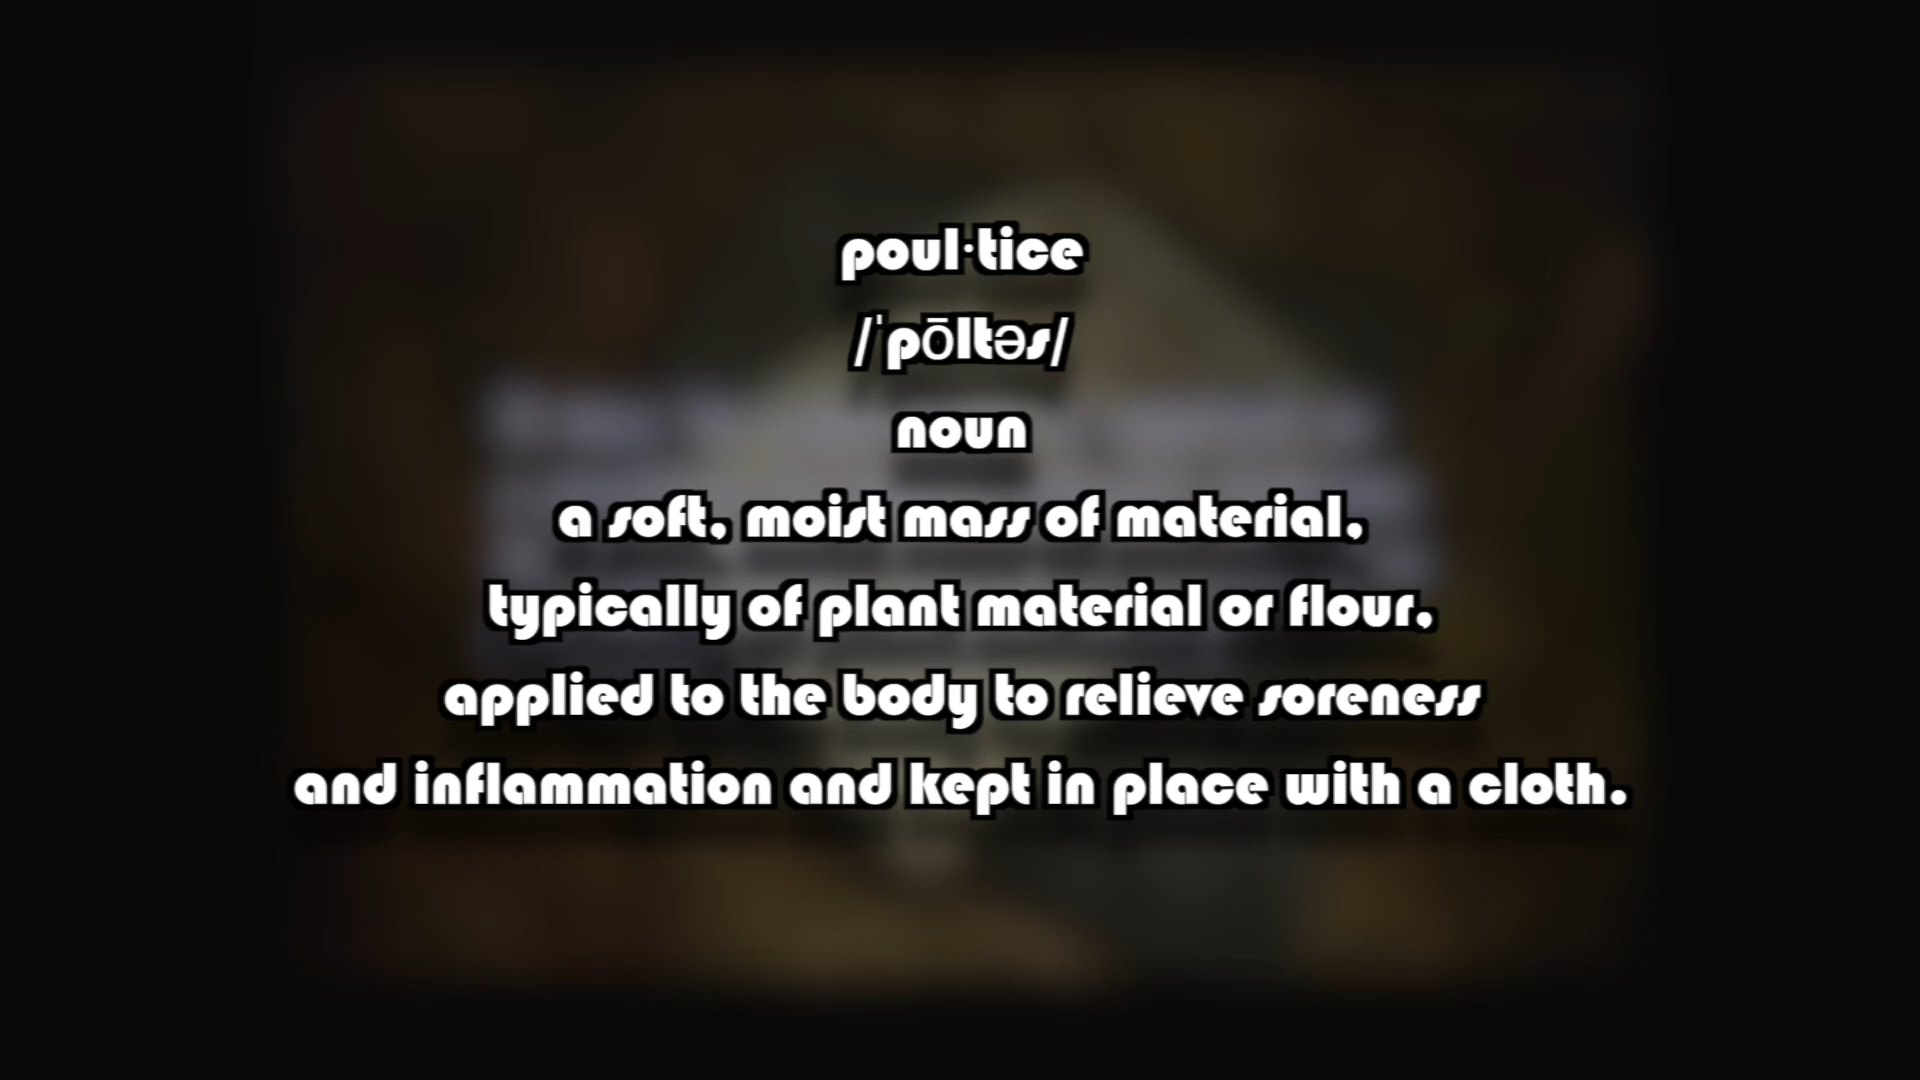 poul·tice
/ˈpōltəs/
noun
a soft, moist mass of material,
typically of plant material or flour,
applied to the body to relieve soreness
and inflammation and kept in place with a cloth.